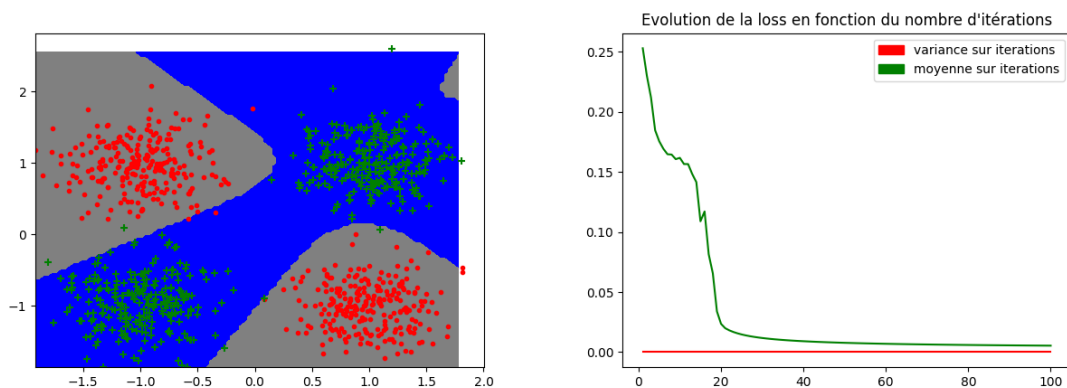 Evolution de la loss en fonction du nombre d'itérations
variance sur iterations
moyenne sur iterations
2
1
0
−1
−1.5 −1.0 −0.5 0.0 0.5 1.0 1.5 2.0
0.25
0.20
0.15
0.10
0.05
0.00
0 20 40 60 80 100